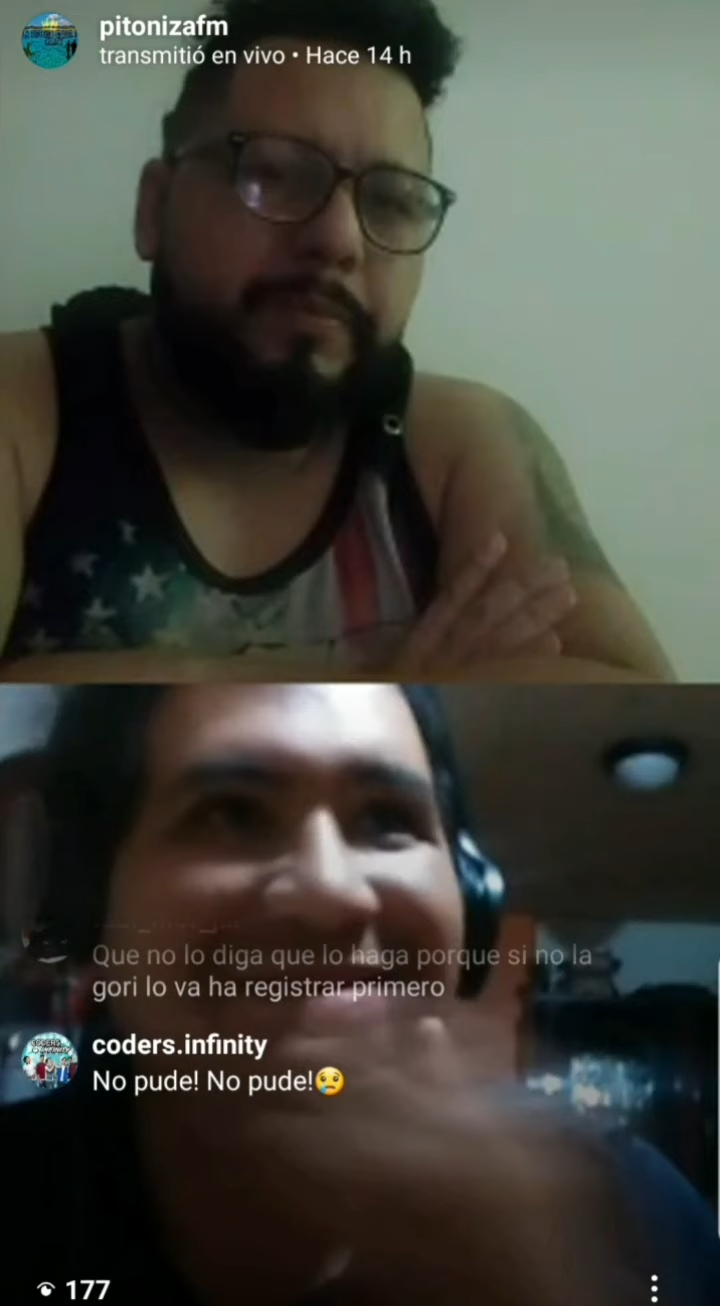 pitonizafm
transmitió en vivo • Hace 14 h
Que no lo diga que lo haga porque si no la
gori lo va ha registrar primero
coders.infinity
No pude! No pude!😢
177